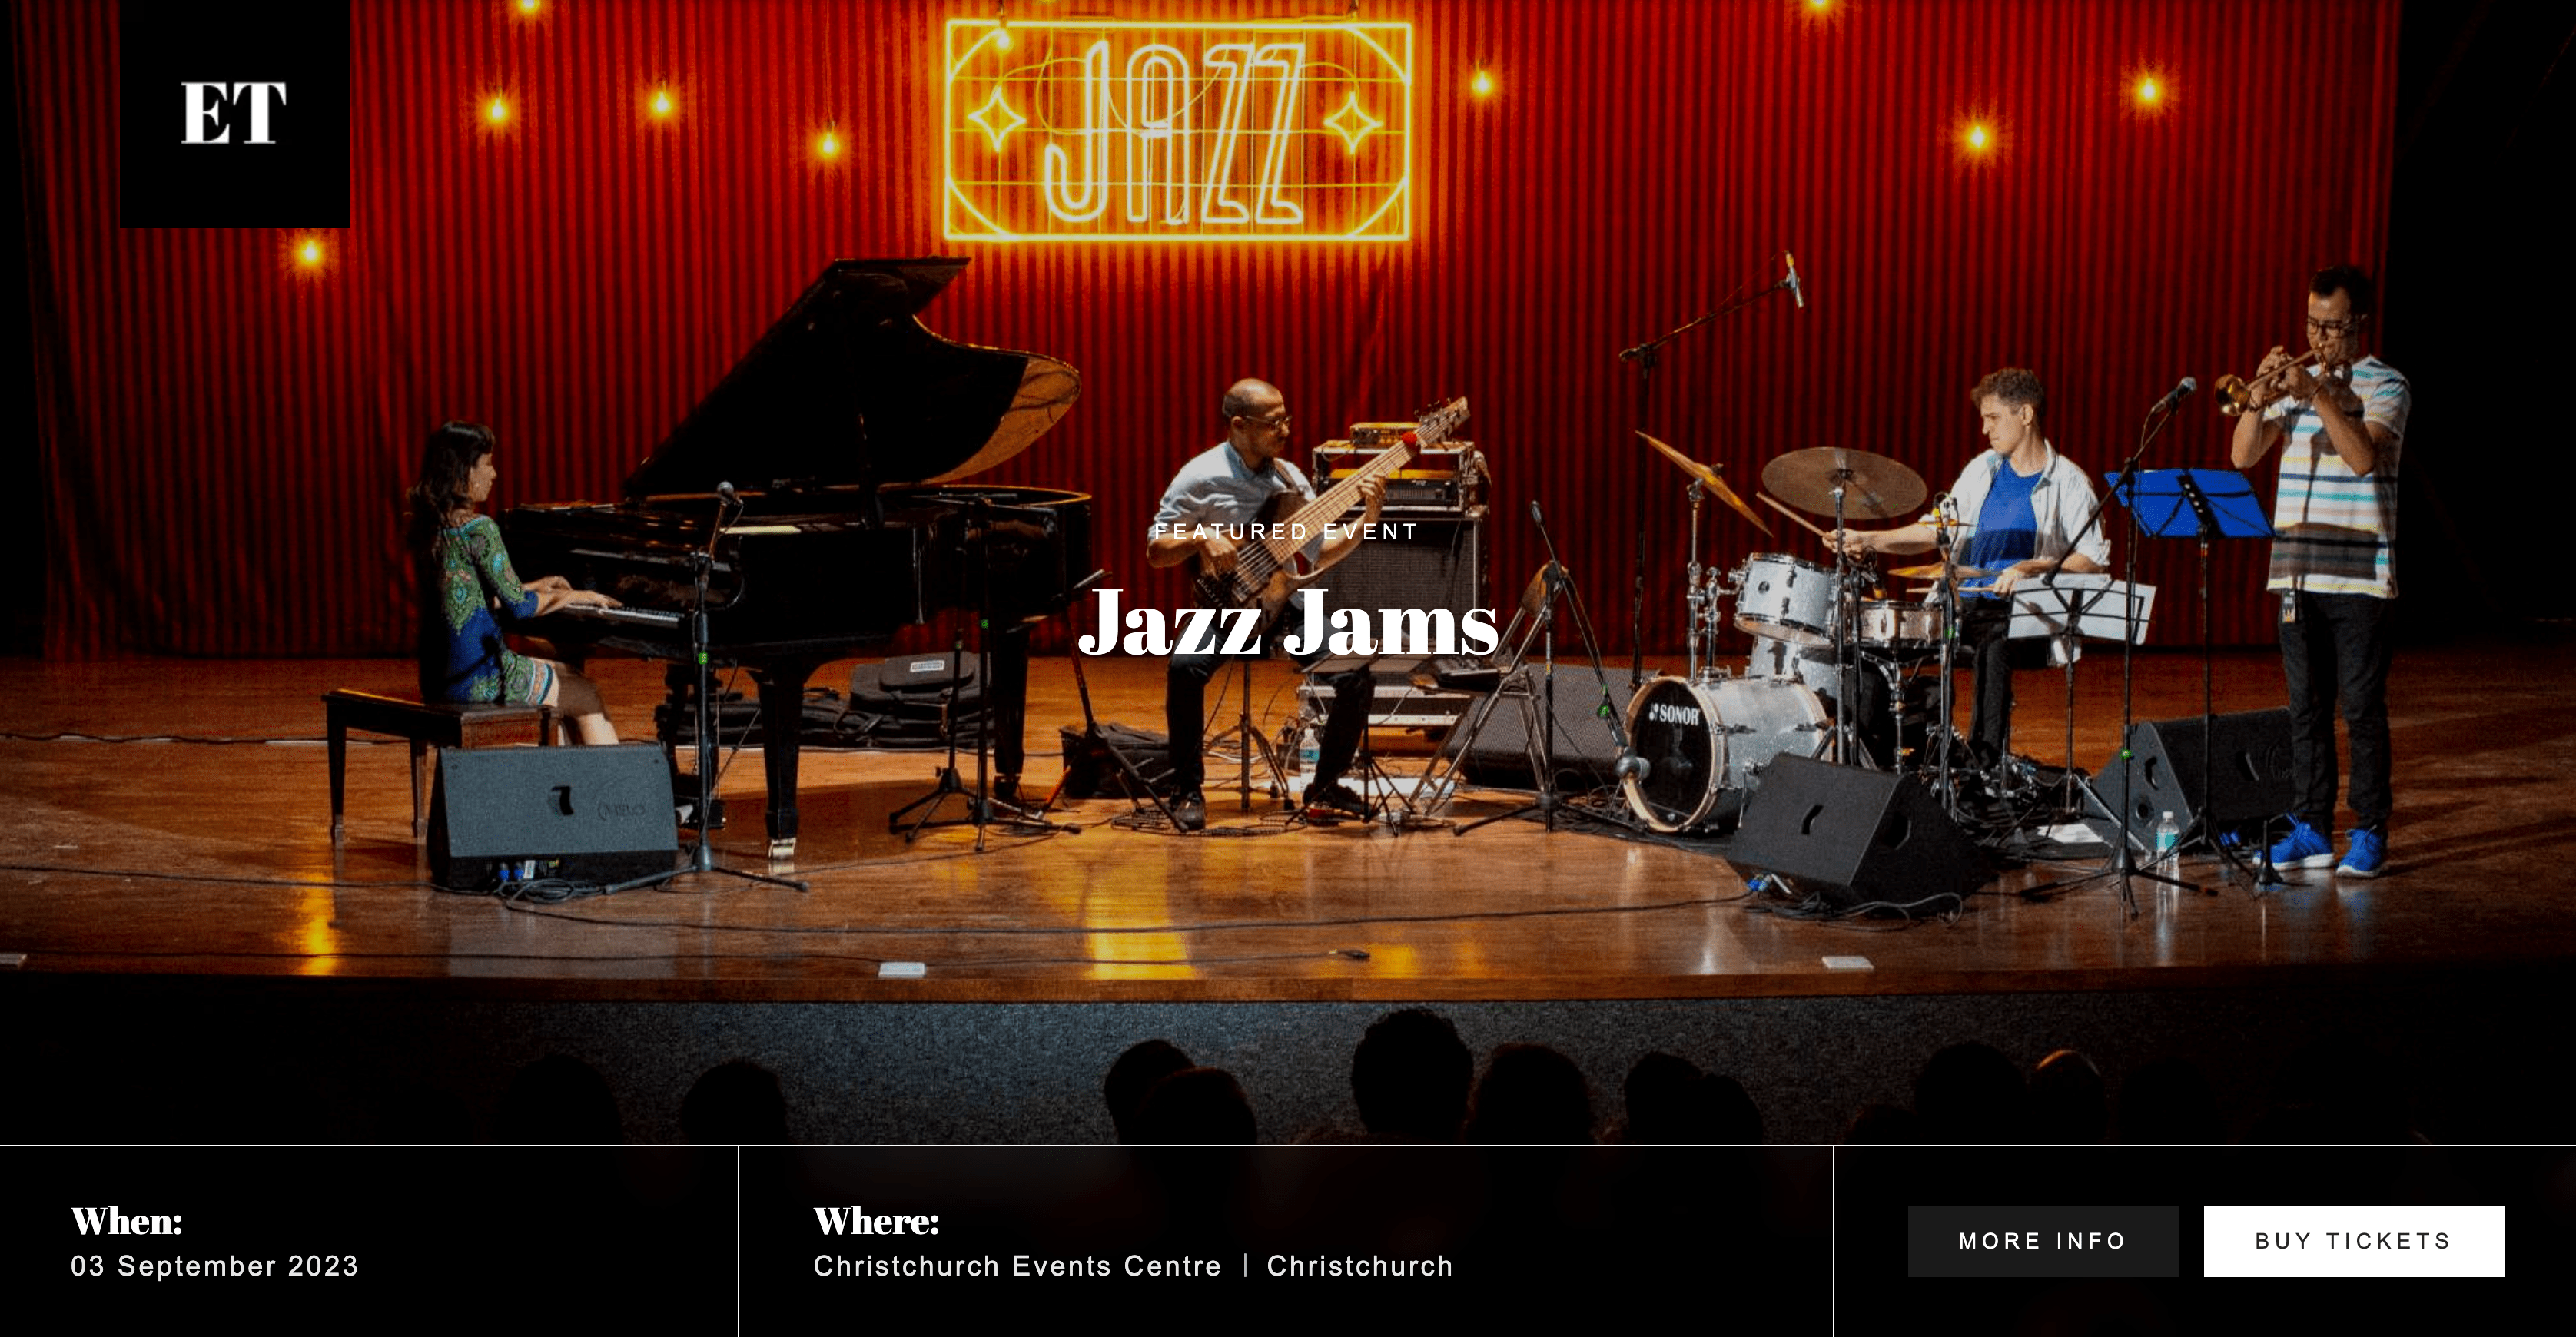 ET
JAZZ
FEATURED EVENT
Jazz Jams
SONOR
When:
03 September 2023
Where:
Christchurch Events Centre | Christchurch
MORE INFO
BUY TICKETS